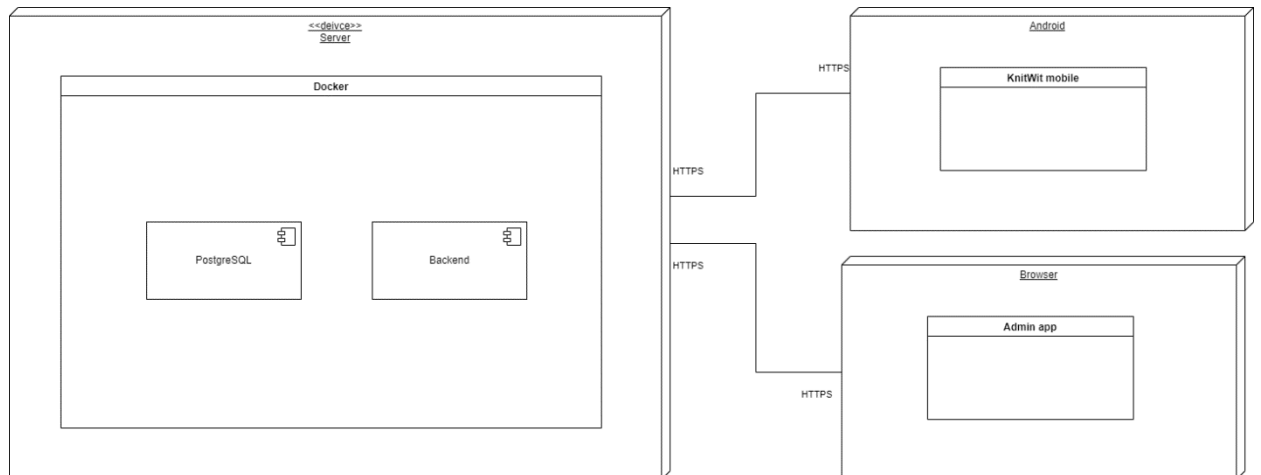 <<deivce>>
Server
Docker
PostgreSQL
Backend
HTTPS
HTTPS
HTTPS
HTTPS
Android
KnitWit mobile
Browser
Admin app